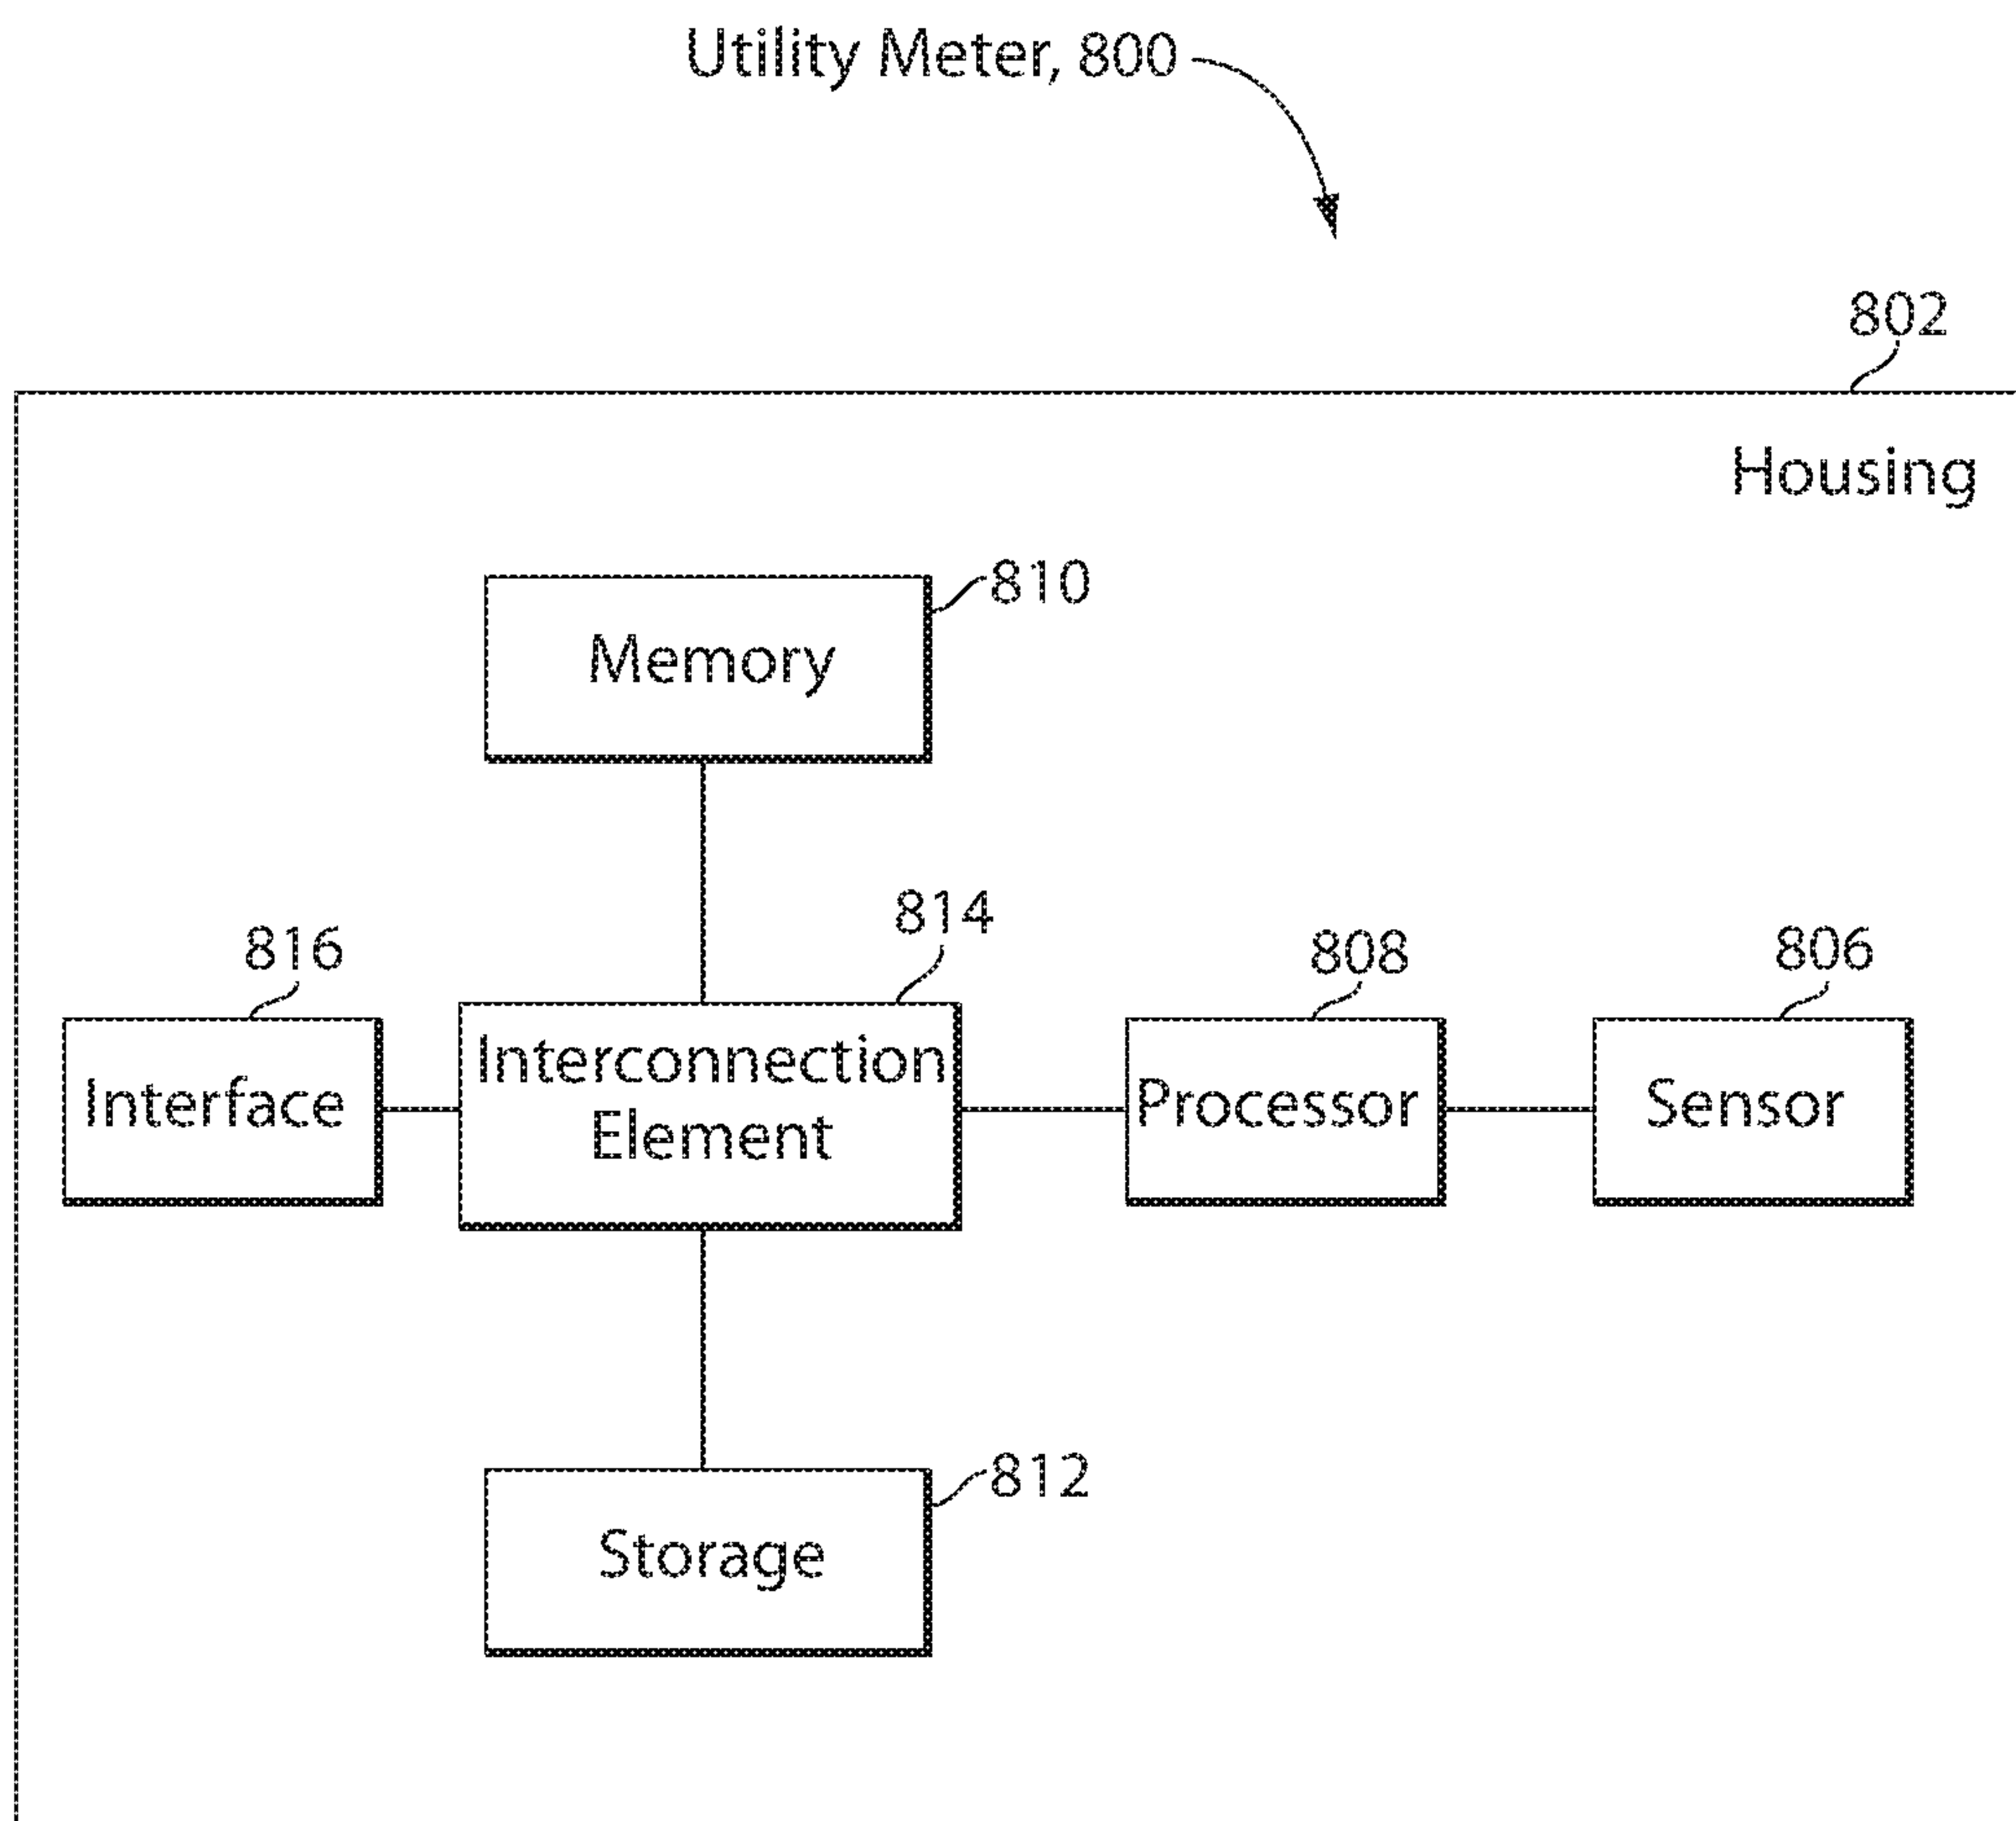 Utility Meter, 800
802
Housing
810
Memory
814
816
808
806
Interconnection
Element
Interface
Processor
Sensor
812
Storage